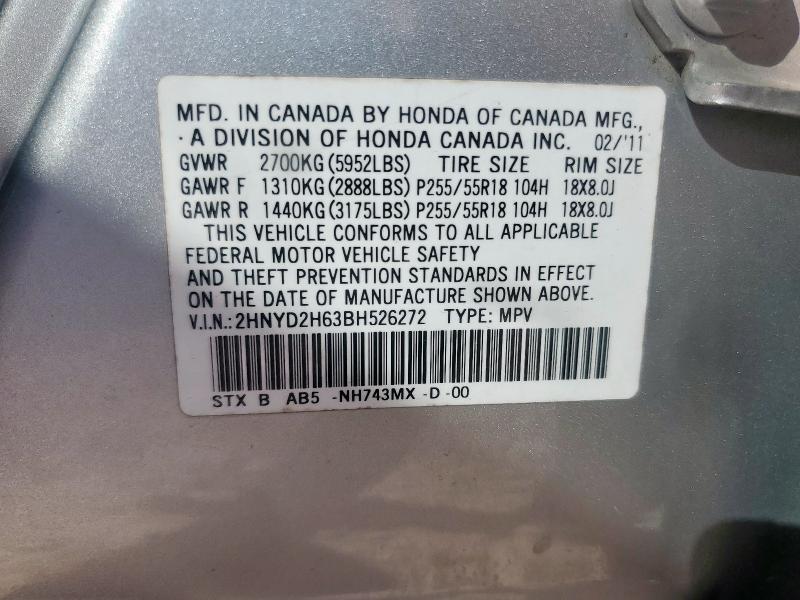 MFD. IN CANADA BY HONDA OF CANADA MFG.,
· A DIVISION OF HONDA CANADA INC. 02/'11
GVWR 2700KG (5952LBS) TIRE SIZE RIM SIZE
GAWR F 1310KG (2888LBS) P255/55R18 104H 18X8.0J
GAWR R 1440KG (3175LBS) P255/55R18 104H 18X8.0J
THIS VEHICLE CONFORMS TO ALL APPLICABLE
FEDERAL MOTOR VEHICLE SAFETY
AND THEFT PREVENTION STANDARDS IN EFFECT
ON THE DATE OF MANUFACTURE SHOWN ABOVE.
V.I.N.: 2HNYD2H63BH526272 TYPE: MPV
STX B AB5 -NH743MX -D -00